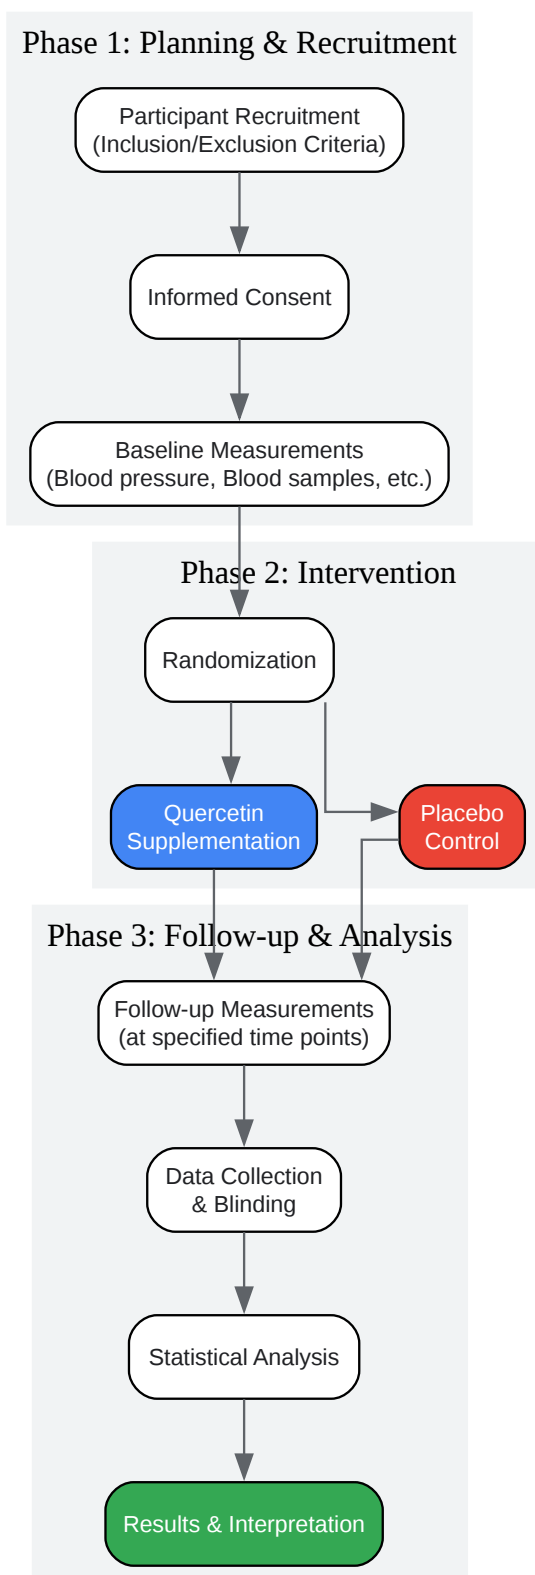 Phase 1: Planning & Recruitment
Participant Recruitment
(Inclusion/Exclusion Criteria)
Informed Consent
Baseline Measurements
(Blood pressure, Blood samples, etc.)
Phase 2: Intervention
Randomization
Quercetin
Supplementation
Placebo
Control
Phase 3: Follow-up & Analysis
Follow-up Measurements
(at specified time points)
Data Collection
& Blinding
Statistical Analysis
Results & Interpretation